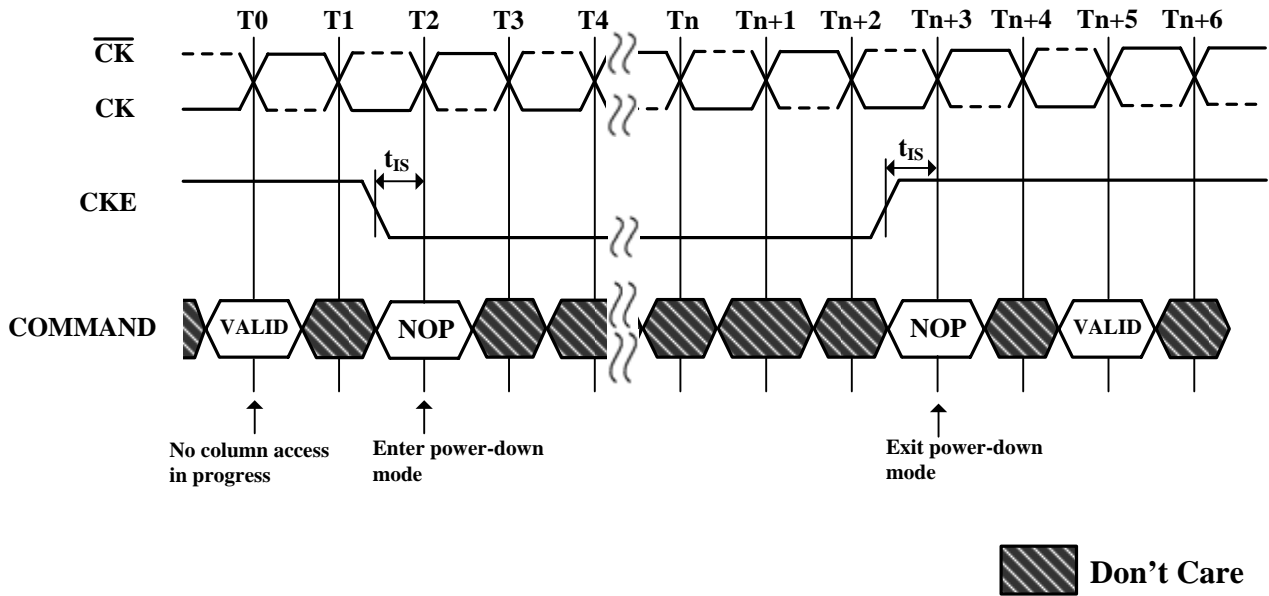 T0 T1 T2 T3 T4 Tn Tn+1 Tn+2 Tn+3 Tn+4 Tn+5 Tn+6
CK
CK
tIS tIS
CKE
COMMAND VALID NOP NOP VALID
No column access
in progress
Enter power-down
mode
Exit power-down
mode
Don't Care